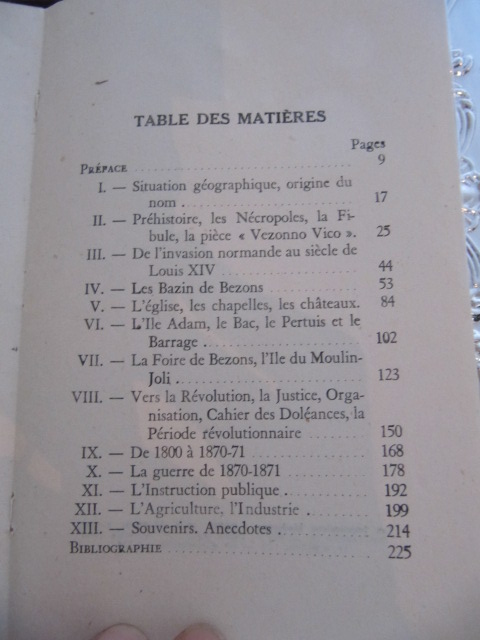 TABLE DES MATIÈRES
Pages
PRÉFACE ........................ 9
I. — Situation géographique, origine du
nom ........................ 17
II. — Préhistoire, les Nécropoles, la Fi-
bule, la pièce « Vezonno Vico ». 25
III. — De l'invasion normande au siècle de
Louis XIV ........................ 44
IV. — Les Bazin de Bezons ............ 53
V. — L'église, les chapelles, les châteaux. 84
VI. — L'Ile Adam, le Bac, le Pertuis et le
Barrage ........................ 102
VII. — La Foire de Bezons, l'Ile du Moulin-
Joli ........................ 123
VIII. — Vers la Révolution, la Justice, Orga-
nisation, Cahier des Doléances, la
Période révolutionnaire ........ 150
IX. — De 1800 à 1870-71 ............ 168
X. — La guerre de 1870-1871 ........ 178
XI. — L'Instruction publique ............ 192
XII. — L'Agriculture, l'Industrie ........ 199
XIII. — Souvenirs. Anecdotes ............ 214
BIBLIOGRAPHIE ........................ 225